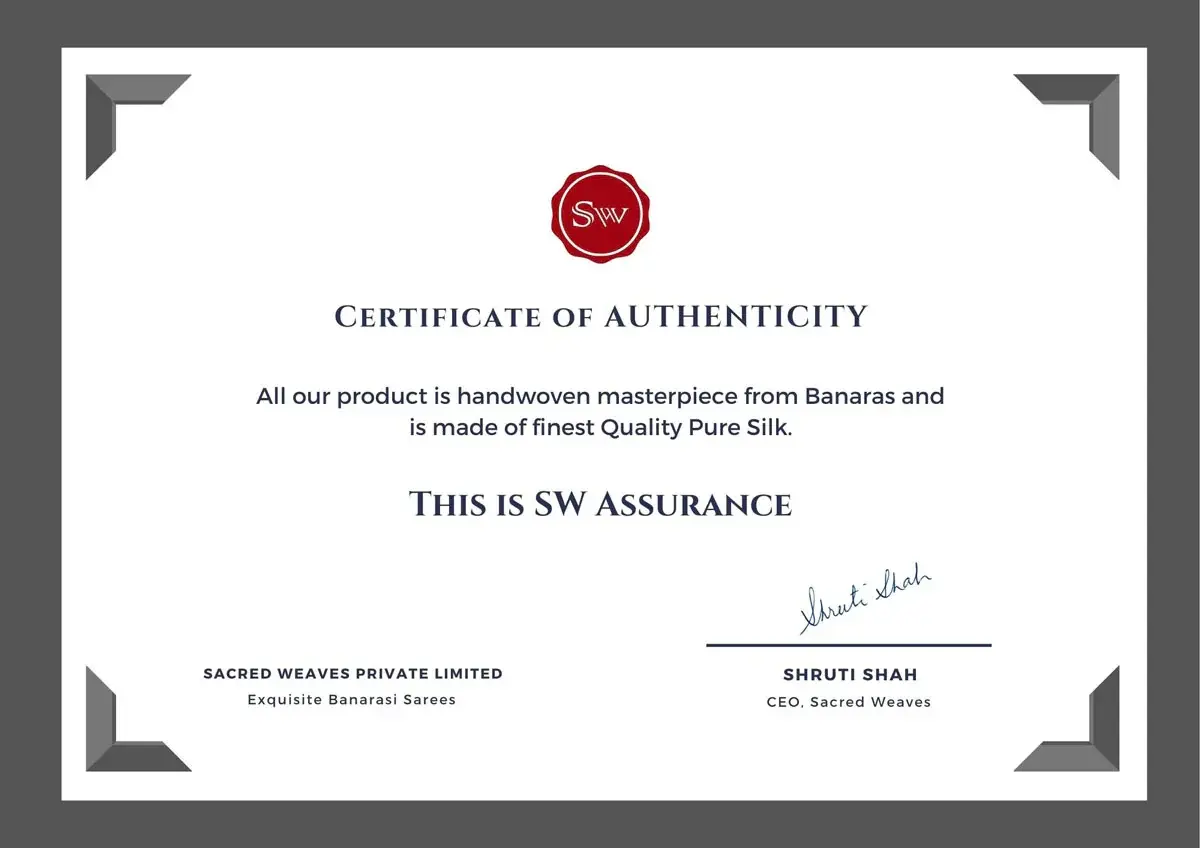 SW
Certificate of AUTHENTICITY
All our product is handwoven masterpiece from Banaras and
is made of finest Quality Pure Silk.
This is SW Assurance
Shruti Shah
SACRED WEAVES PRIVATE LIMITED
Exquisite Banarasi Sarees
SHRUTI SHAH
CEO, Sacred Weaves